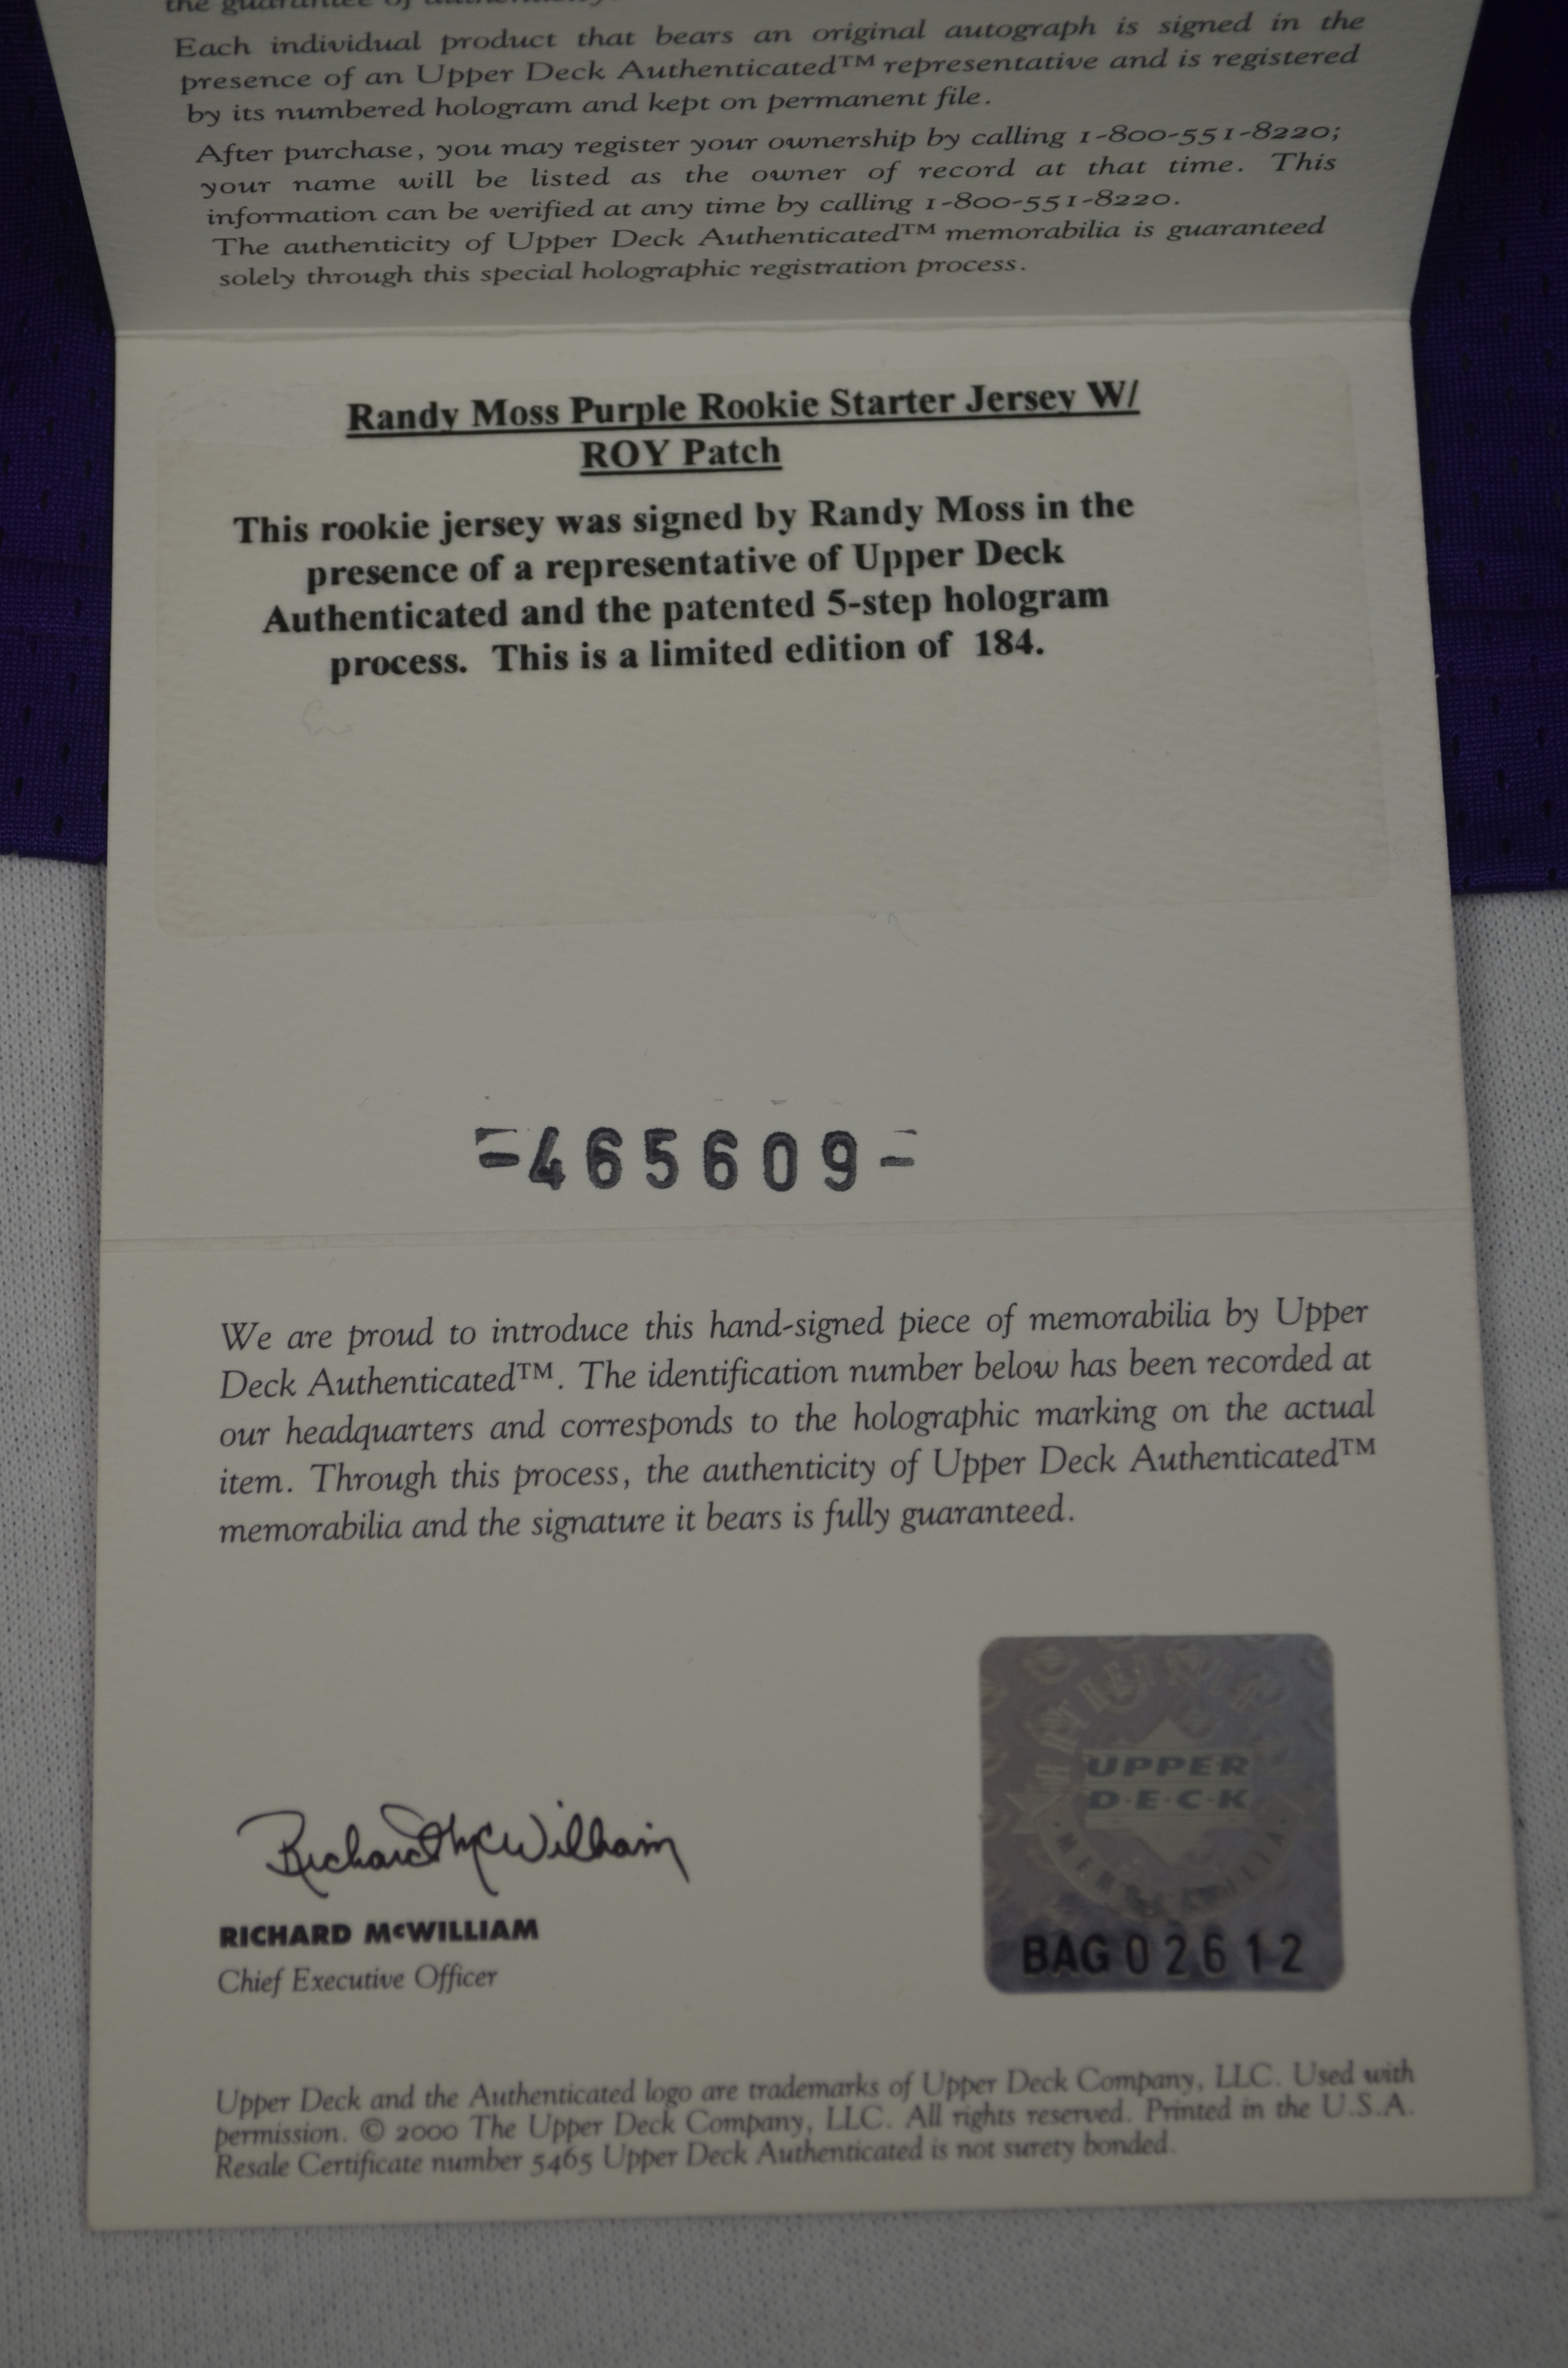 the guarantee of authenticity.
Each individual product that bears an original autograph is signed in the
presence of an Upper Deck Authenticated™ representative and is registered
by its numbered hologram and kept on permanent file.
After purchase, you may register your ownership by calling 1-800-551-8220;
your name will be listed as the owner of record at that time. This
information can be verified at any time by calling 1-800-551-8220.
The authenticity of Upper Deck Authenticated™ memorabilia is guaranteed
solely through this special holographic registration process.
Randy Moss Purple Rookie Starter Jersey W/
ROY Patch
This rookie jersey was signed by Randy Moss in the
presence of a representative of Upper Deck
Authenticated and the patented 5-step hologram
process. This is a limited edition of 184.
-465609-
We are proud to introduce this hand-signed piece of memorabilia by Upper
Deck Authenticated™. The identification number below has been recorded at
our headquarters and corresponds to the holographic marking on the actual
item. Through this process, the authenticity of Upper Deck Authenticated™
memorabilia and the signature it bears is fully guaranteed.
Richard McWilliam
RICHARD McWILLIAM
Chief Executive Officer
UPPER
D·E·C·K
MEMORABILIA
BAG02612
Upper Deck and the Authenticated logo are trademarks of Upper Deck Company, LLC. Used with
permission. © 2000 The Upper Deck Company, LLC. All rights reserved. Printed in the U.S.A.
Resale Certificate number 5465 Upper Deck Authenticated is not surety bonded.